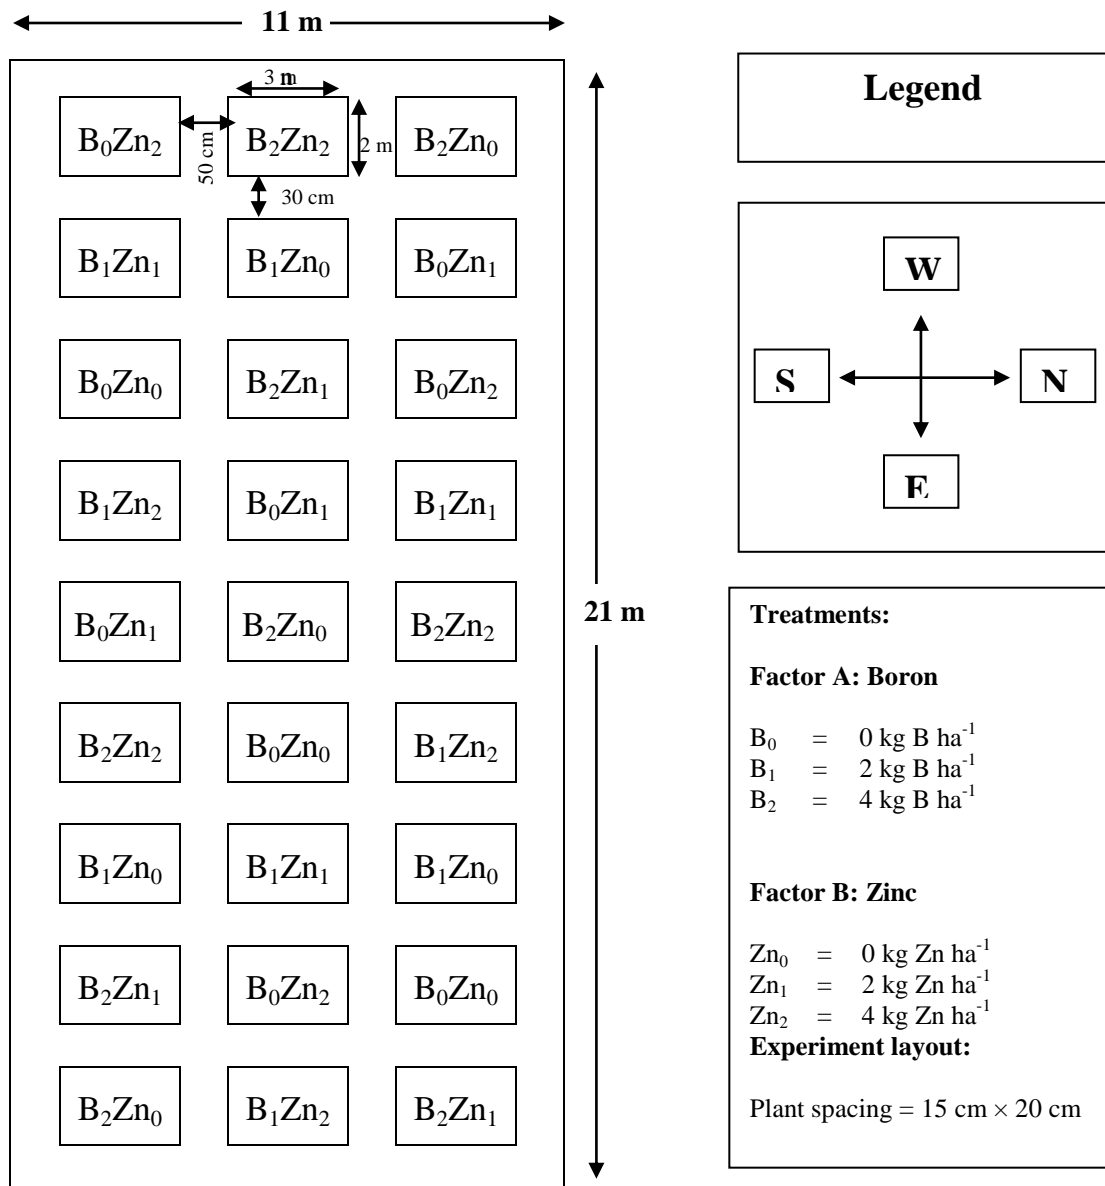 11 m
3 m
B₀Zn₂ B₂Zn₂ B₂Zn₀
50 cm
2 m
30 cm
B₁Zn₁ B₁Zn₀ B₀Zn₁
B₀Zn₀ B₂Zn₁ B₀Zn₂
B₁Zn₂ B₀Zn₁ B₁Zn₁
B₀Zn₁ B₂Zn₀ B₂Zn₂
B₂Zn₂ B₀Zn₀ B₁Zn₂
B₁Zn₀ B₁Zn₁ B₁Zn₀
B₂Zn₁ B₀Zn₂ B₀Zn₀
B₂Zn₀ B₁Zn₂ B₂Zn₁
21 m
Legend
W
S N
E
Treatments:
Factor A: Boron
B₀ = 0 kg B ha⁻¹
B₁ = 2 kg B ha⁻¹
B₂ = 4 kg B ha⁻¹
Factor B: Zinc
Zn₀ = 0 kg Zn ha⁻¹
Zn₁ = 2 kg Zn ha⁻¹
Zn₂ = 4 kg Zn ha⁻¹
Experiment layout:
Plant spacing = 15 cm × 20 cm